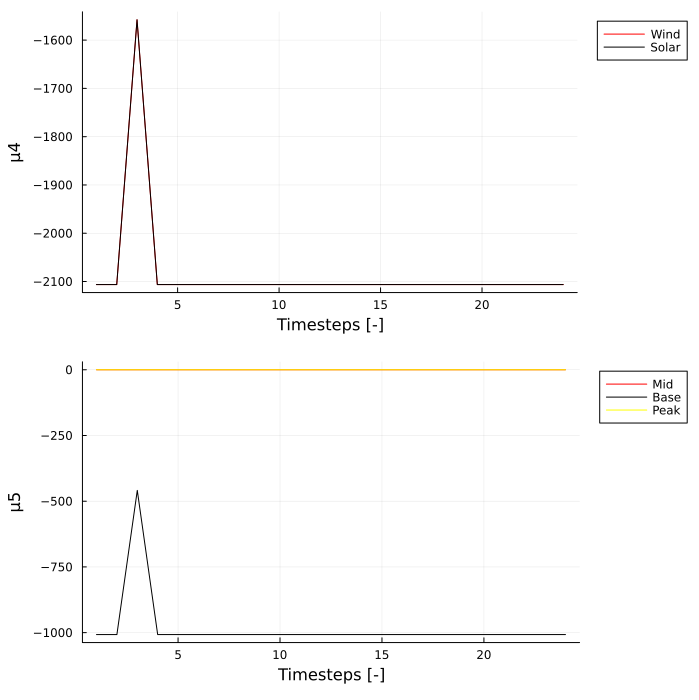 −1600
−1700
−1800
−1900
−2000
−2100
μ4
5 10 15 20
Timesteps [-]
Wind
Solar
0
−250
−500
−750
−1000
μ5
5 10 15 20
Timesteps [-]
Mid
Base
Peak